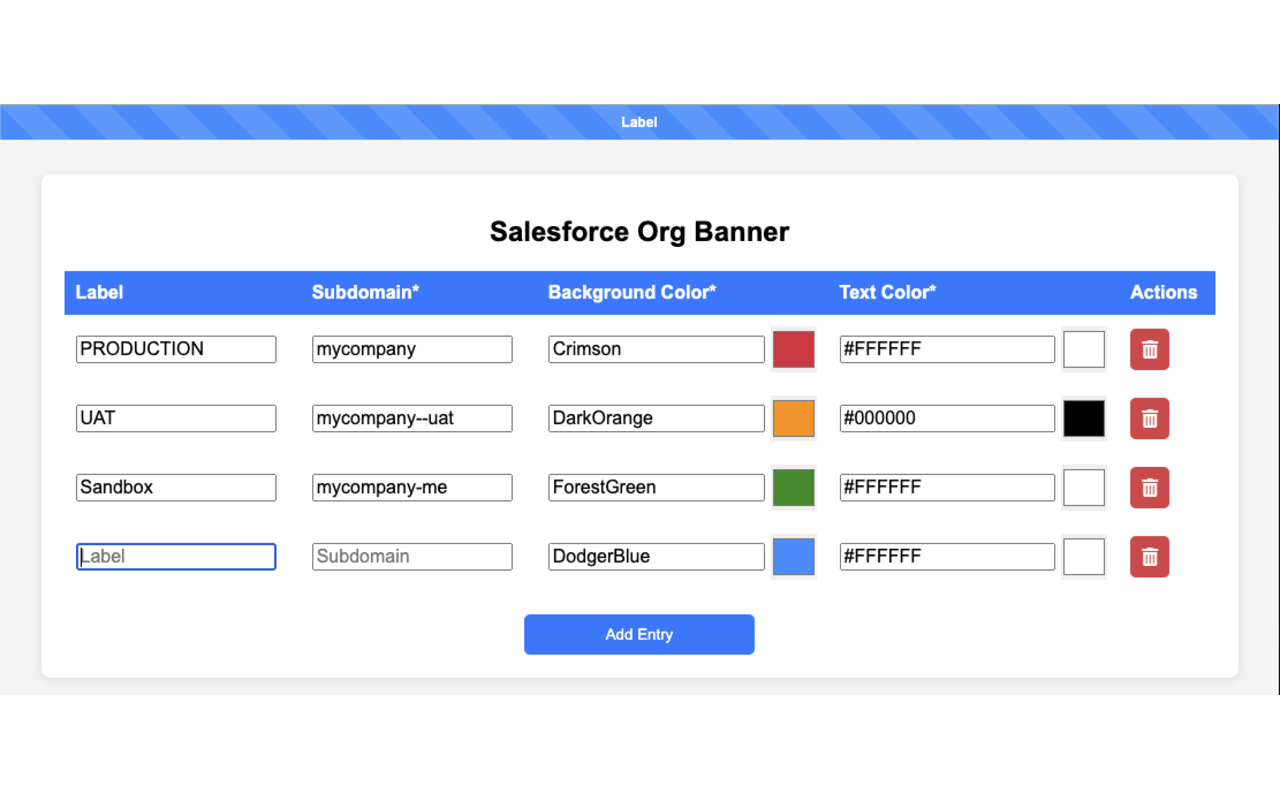 Label
Salesforce Org Banner
Label Subdomain* Background Color* Text Color* Actions
PRODUCTION mycompany Crimson #FFFFFF
UAT mycompany--uat DarkOrange #000000
Sandbox mycompany-me ForestGreen #FFFFFF
Label Subdomain DodgerBlue #FFFFFF
Add Entry